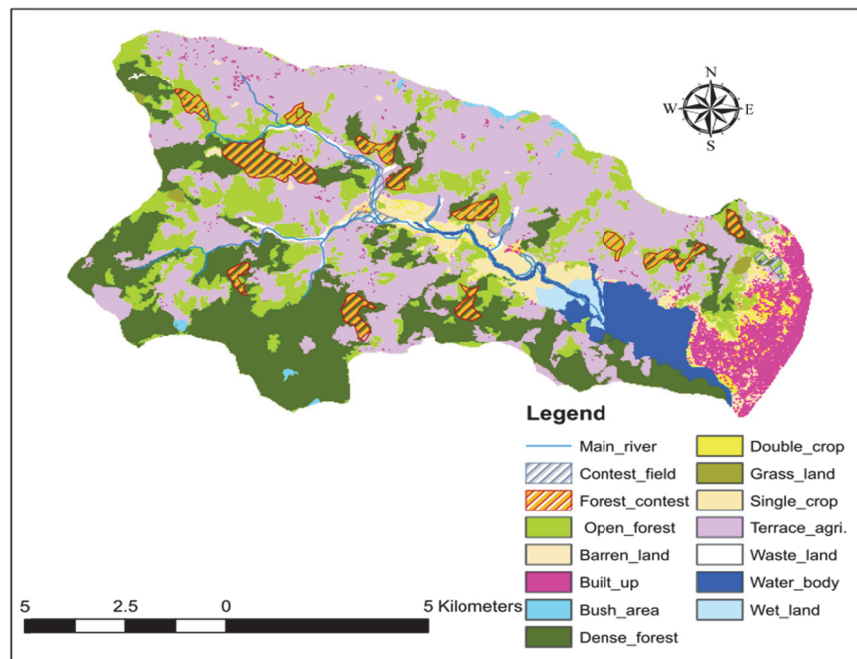 N
W E
S
Legend
Main_river
Contest_field
Forest_contest
Open_forest
Barren_land
Built_up
Bush_area
Dense_forest
Double_crop
Grass_land
Single_crop
Terrace_agri.
Waste_land
Water_body
Wet_land
5 2.5 0 5 Kilometers